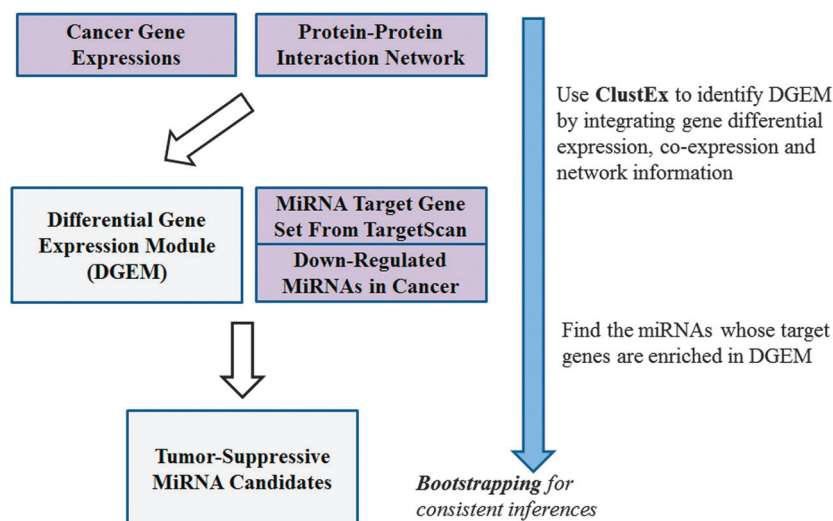 Cancer Gene
Expressions
Protein-Protein
Interaction Network
Use ClustEx to identify DGEM
by integrating gene differential
expression, co-expression and
network information
Differential Gene
Expression Module
(DGEM)
MiRNA Target Gene
Set From TargetScan
Down-Regulated
MiRNAs in Cancer
Find the miRNAs whose target
genes are enriched in DGEM
Tumor-Suppressive
MiRNA Candidates
Bootstrapping for
consistent inferences